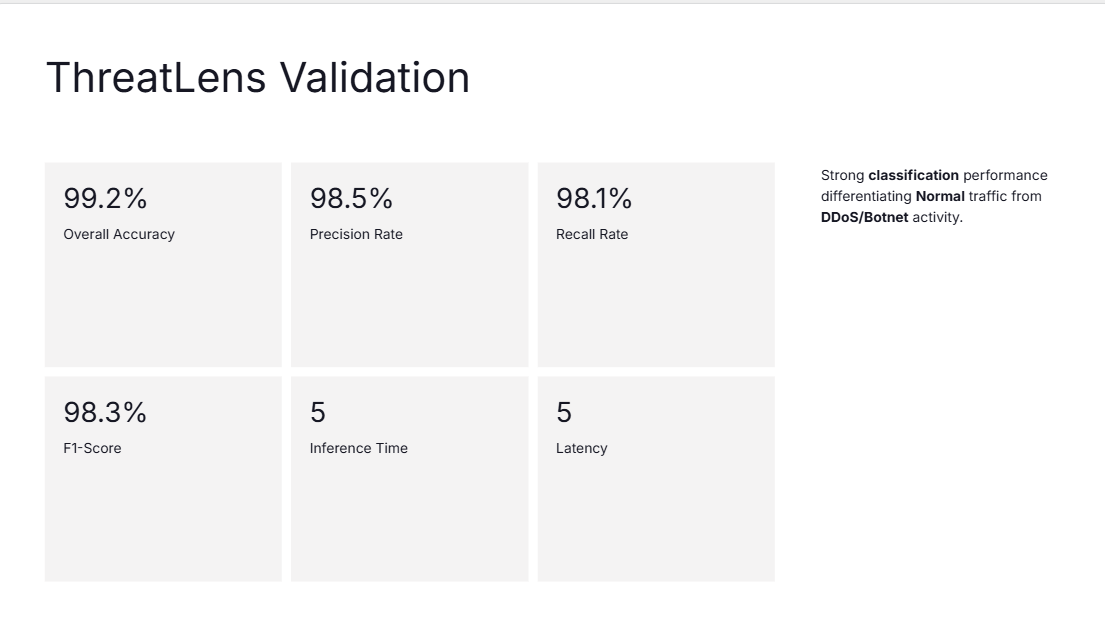 ThreatLens Validation
99.2%
Overall Accuracy
98.5%
Precision Rate
98.1%
Recall Rate
98.3%
F1-Score
5
Inference Time
5
Latency
Strong classification performance
differentiating Normal traffic from
DDoS/Botnet activity.